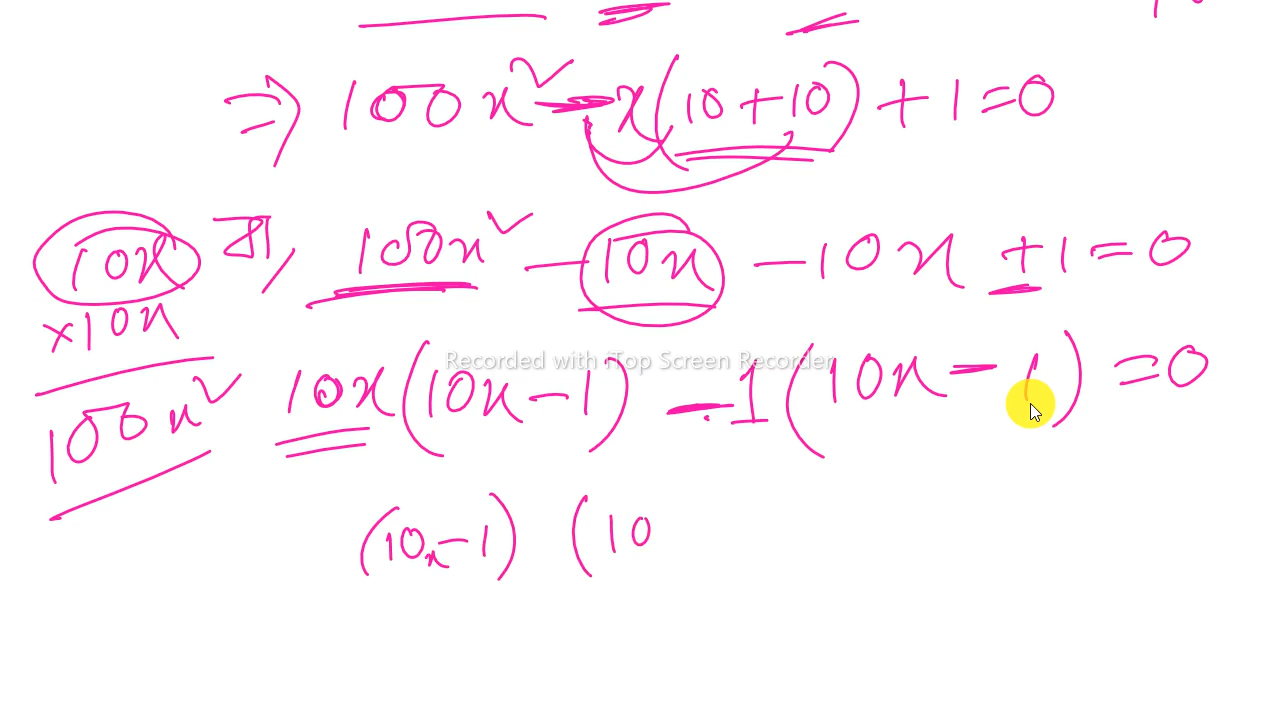 ⇒ 100x² - x(10 + 10) + 1 = 0
या, 100x² - 10x - 10x + 1 = 0
10x
×10x
100x²
10x(10x - 1) - 1(10x - 1) = 0
(10x - 1) (10
Recorded with iTop Screen Recorder